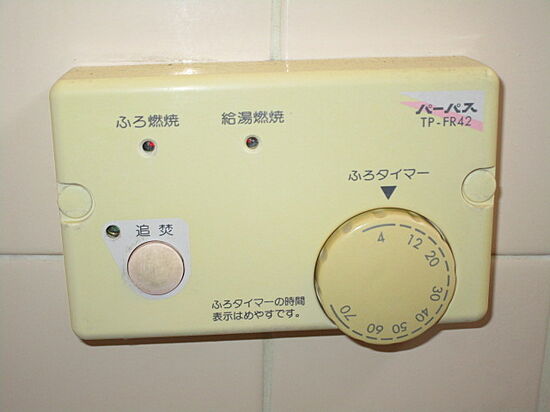 ふろ燃焼
給湯燃焼
パーパス
TP-FR42
ふろタイマー
追焚
4 12 20 30 40 50 60 70
ふろタイマーの時間
表示はめやすです。